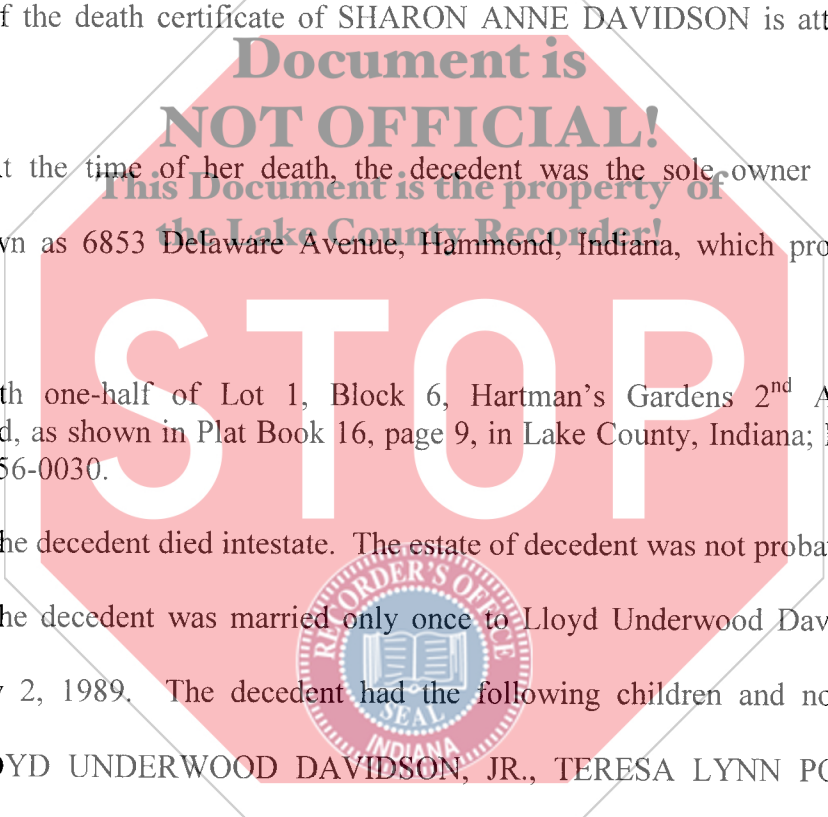 f the death certificate of SHARON ANNE DAVIDSON is att
Document is
NOT OFFICIAL!
t the time of her death, the decedent was the sole owner
This Document is the property of
the Lake County Recorder!
wn as 6853 Delaware Avenue, Hammond, Indiana, which pro
STOP
th one-half of Lot 1, Block 6, Hartman's Gardens 2nd A
d, as shown in Plat Book 16, page 9, in Lake County, Indiana;
56-0030.
he decedent died intestate. The estate of decedent was not proba
RECORDER'S OFFICE
he decedent was married only once to Lloyd Underwood Dav
2, 1989. The decedent had the following children and no
SEAL
INDIANA
OYD UNDERWOOD DAVIDSON, JR., TERESA LYNN PO